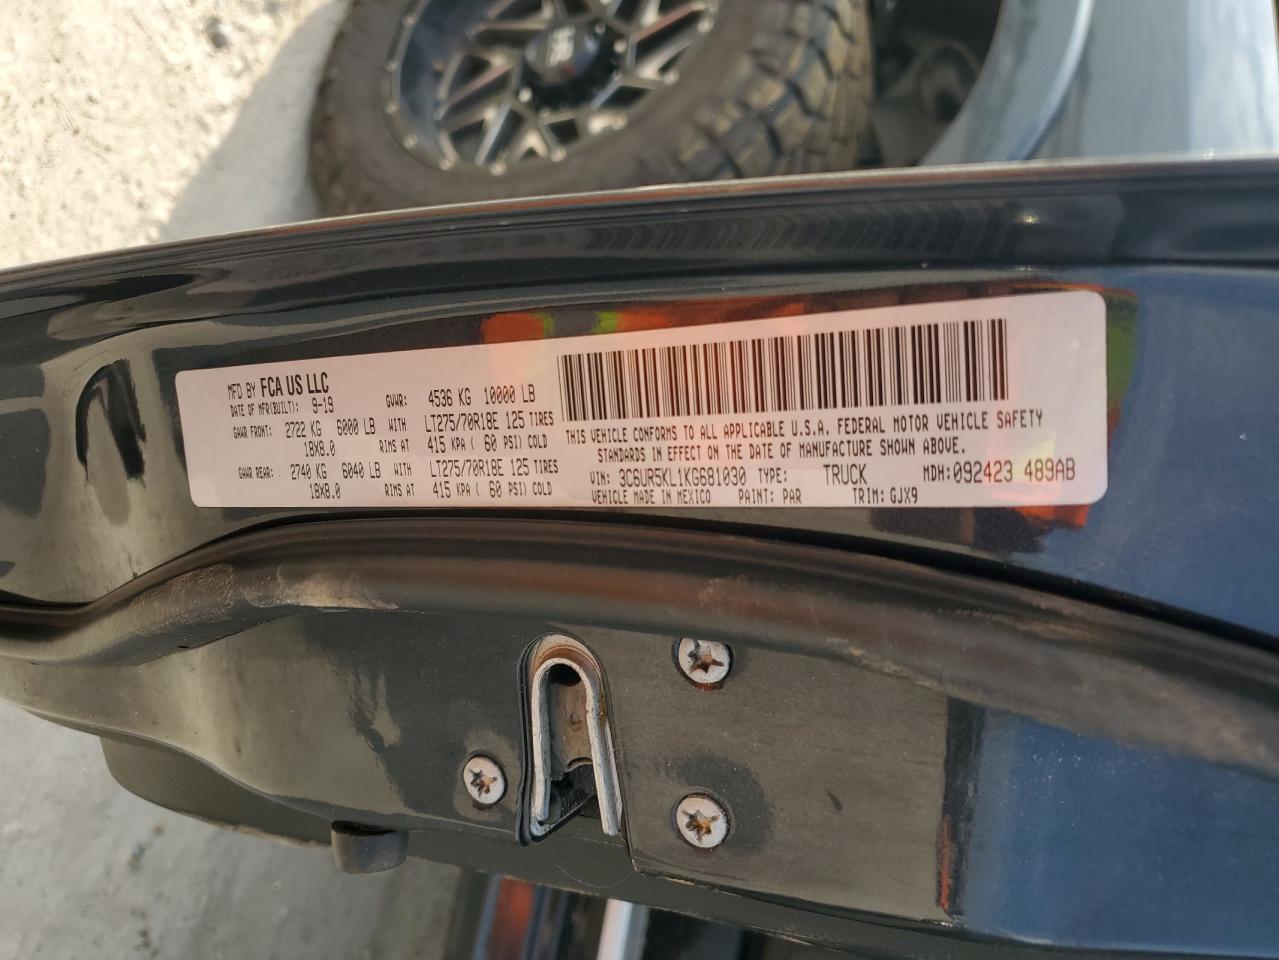 MFD BY FCA US LLC
DATE OF MFR(BUILT): 9-19 GVWR: 4536 KG 10000 LB
GAWR FRONT: 2722 KG 6000 LB WITH LT275/70R18E 125 TIRES
18X8.0 RIMS AT 415 KPA ( 60 PSI) COLD
GAWR REAR: 2740 KG 6040 LB WITH LT275/70R18E 125 TIRES
18X8.0 RIMS AT 415 KPA ( 60 PSI) COLD
THIS VEHICLE CONFORMS TO ALL APPLICABLE U.S.A. FEDERAL MOTOR VEHICLE SAFETY
STANDARDS IN EFFECT ON THE DATE OF MANUFACTURE SHOWN ABOVE.
VIN: 3C6UR5KL1KG681030 TYPE: TRUCK MDH: 092423 489AB
VEHICLE MADE IN MEXICO PAINT: PAR TRIM: GJX9